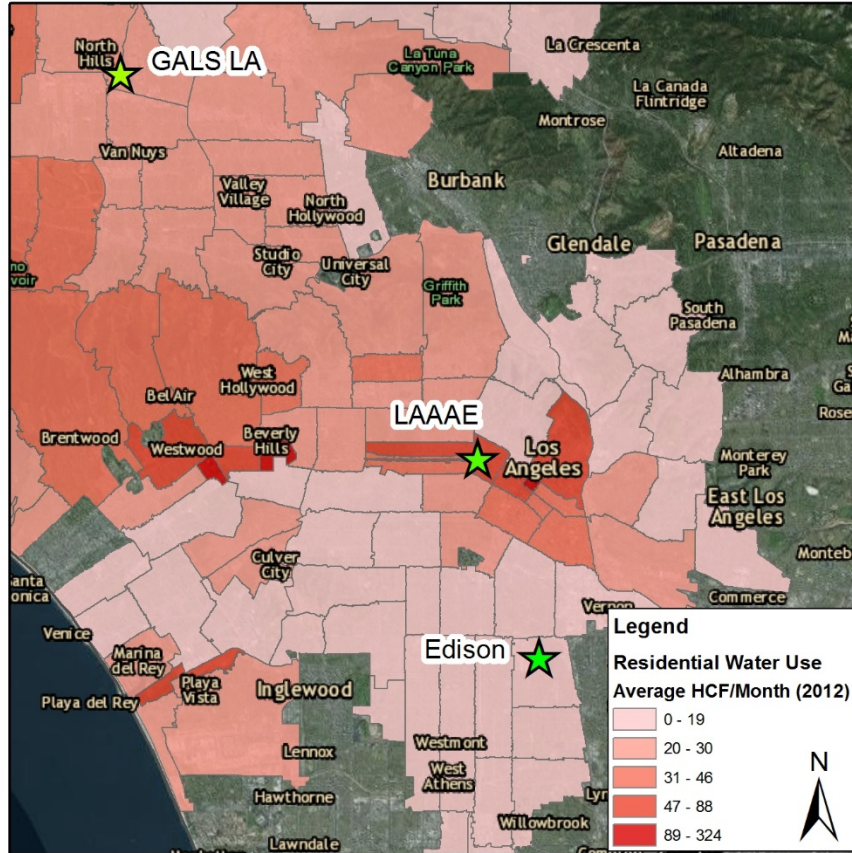 North
Hills
GALS LA
La Tuna
Canyon Park
La Crescenta
La Canada
Flintridge
Montrose
Altadena
Van Nuys
Burbank
Valley
Village
North
Hollywood
Glendale
Pasadena
Studio
City
Universal
City
Griffith
Park
South
Pasadena
West
Hollywood
Alhambra
Bel Air
LAAAE
Brentwood
Westwood
Beverly
Hills
Los
Angeles
Monterey
Park
East Los
Angeles
Culver
City
Commerce
Venice
Vernon
Edison
Marina
del Rey
Playa
Vista
Playa del Rey
Inglewood
Lennox
Westmont
West
Athens
Hawthorne
Willowbrook
Lawndale
Legend
Residential Water Use
Average HCF/Month (2012)
0 - 19
20 - 30
31 - 46
47 - 88
89 - 324
N